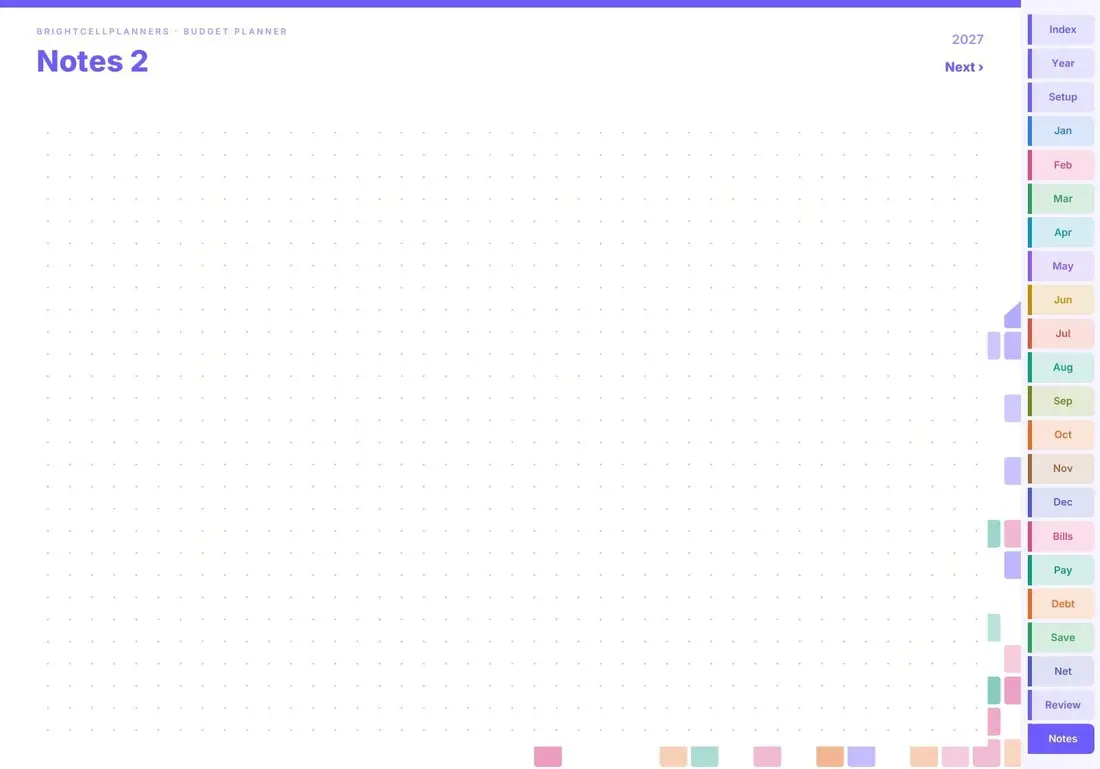 BRIGHTCELLPLANNERS · BUDGET PLANNER
Notes 2
2027
Next ›
Index
Year
Setup
Jan
Feb
Mar
Apr
May
Jun
Jul
Aug
Sep
Oct
Nov
Dec
Bills
Pay
Debt
Save
Net
Review
Notes